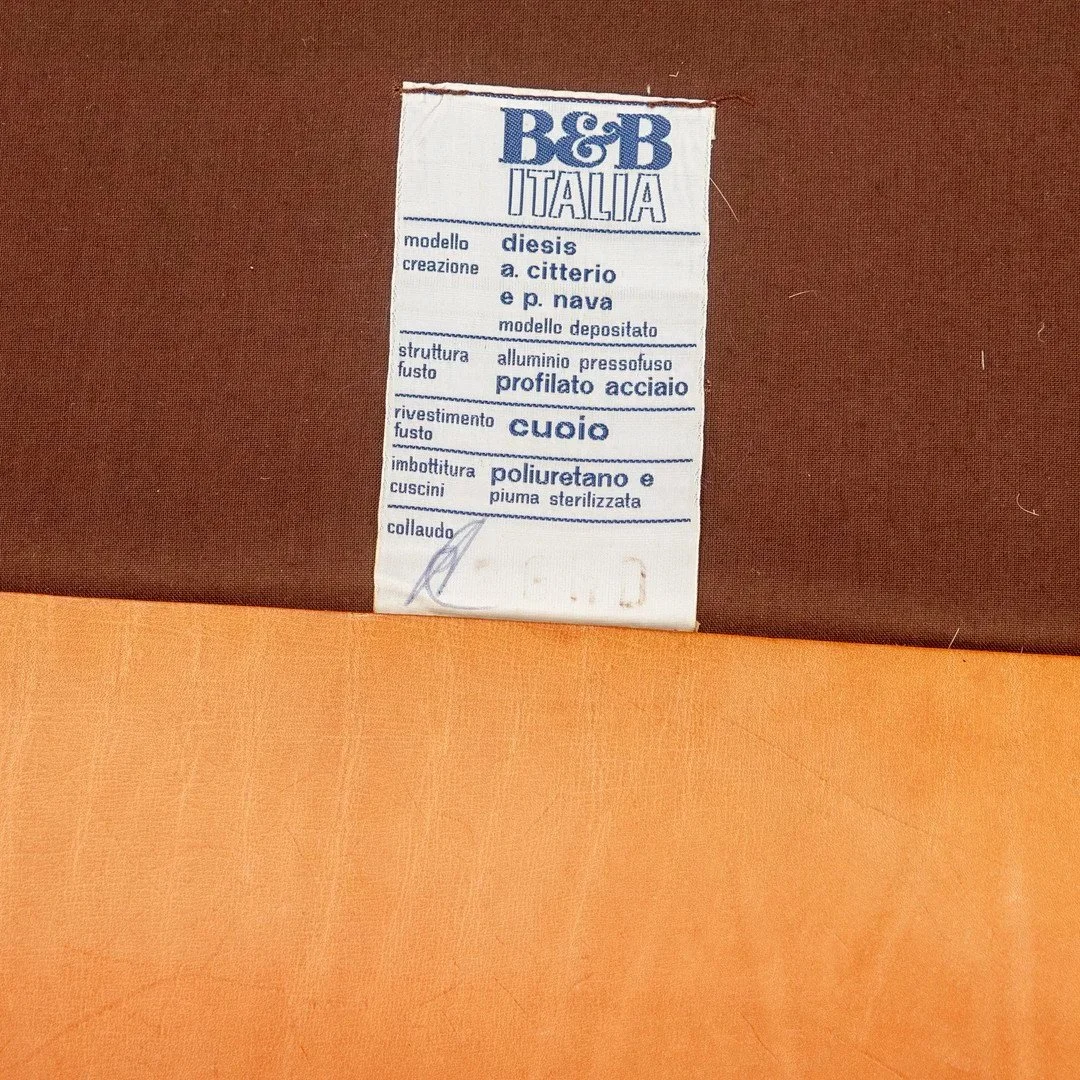 B&B
ITALIA
modello diesis
creazione a. citterio
e p. nava
modello depositato
struttura alluminio pressofuso
fusto profilato acciaio
rivestimento cuoio
fusto
imbottitura poliuretano e
cuscini piuma sterilizzata
collaudo